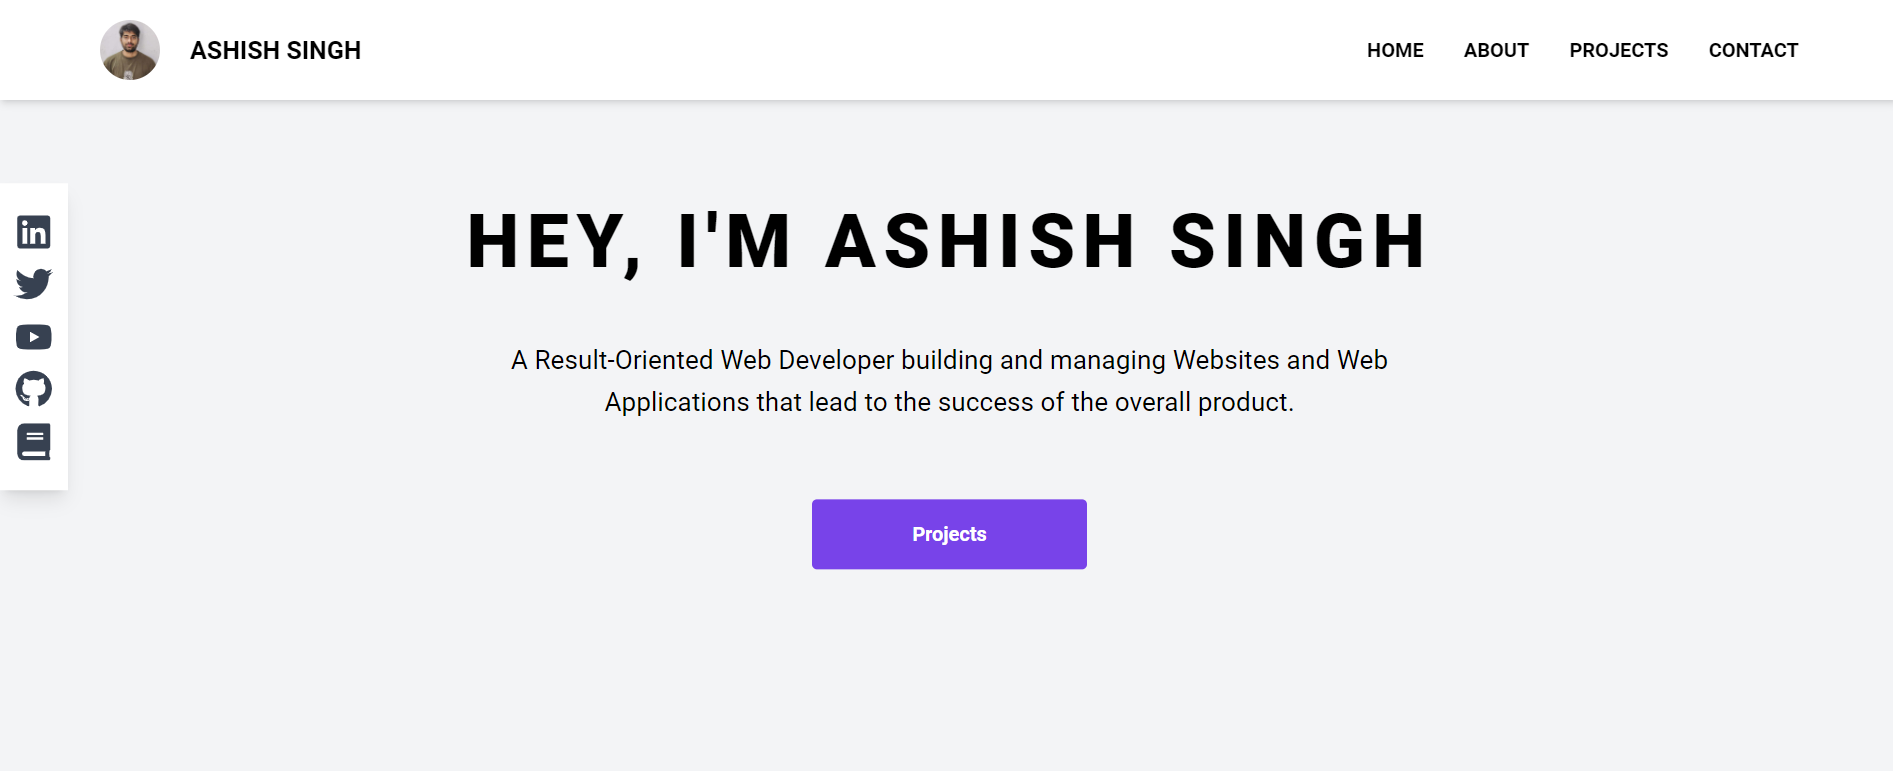 ASHISH SINGH
HOME
ABOUT
PROJECTS
CONTACT
HEY, I'M ASHISH SINGH
A Result-Oriented Web Developer building and managing Websites and Web
Applications that lead to the success of the overall product.
Projects